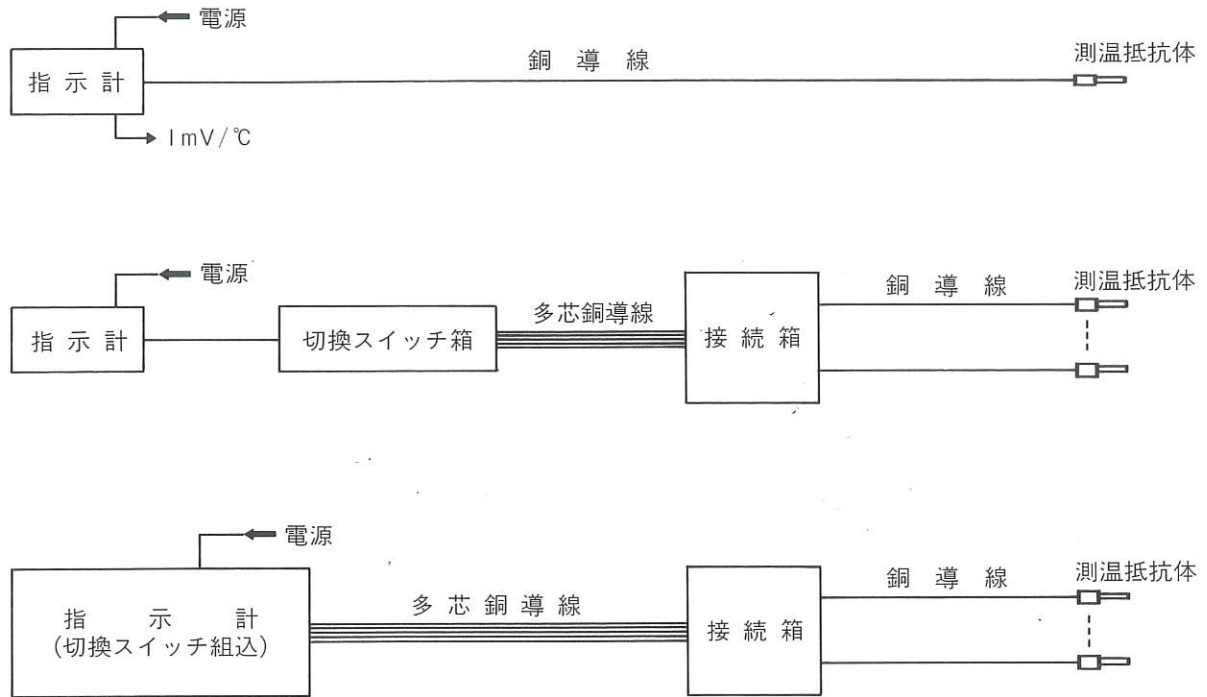 電源
銅導線
測温抵抗体
指示計
1mV/℃
電源
銅導線
測温抵抗体
多芯銅導線
指示計
切換スイッチ箱
接続箱
電源
銅導線
測温抵抗体
多芯銅導線
指示計
(切換スイッチ組込)
接続箱